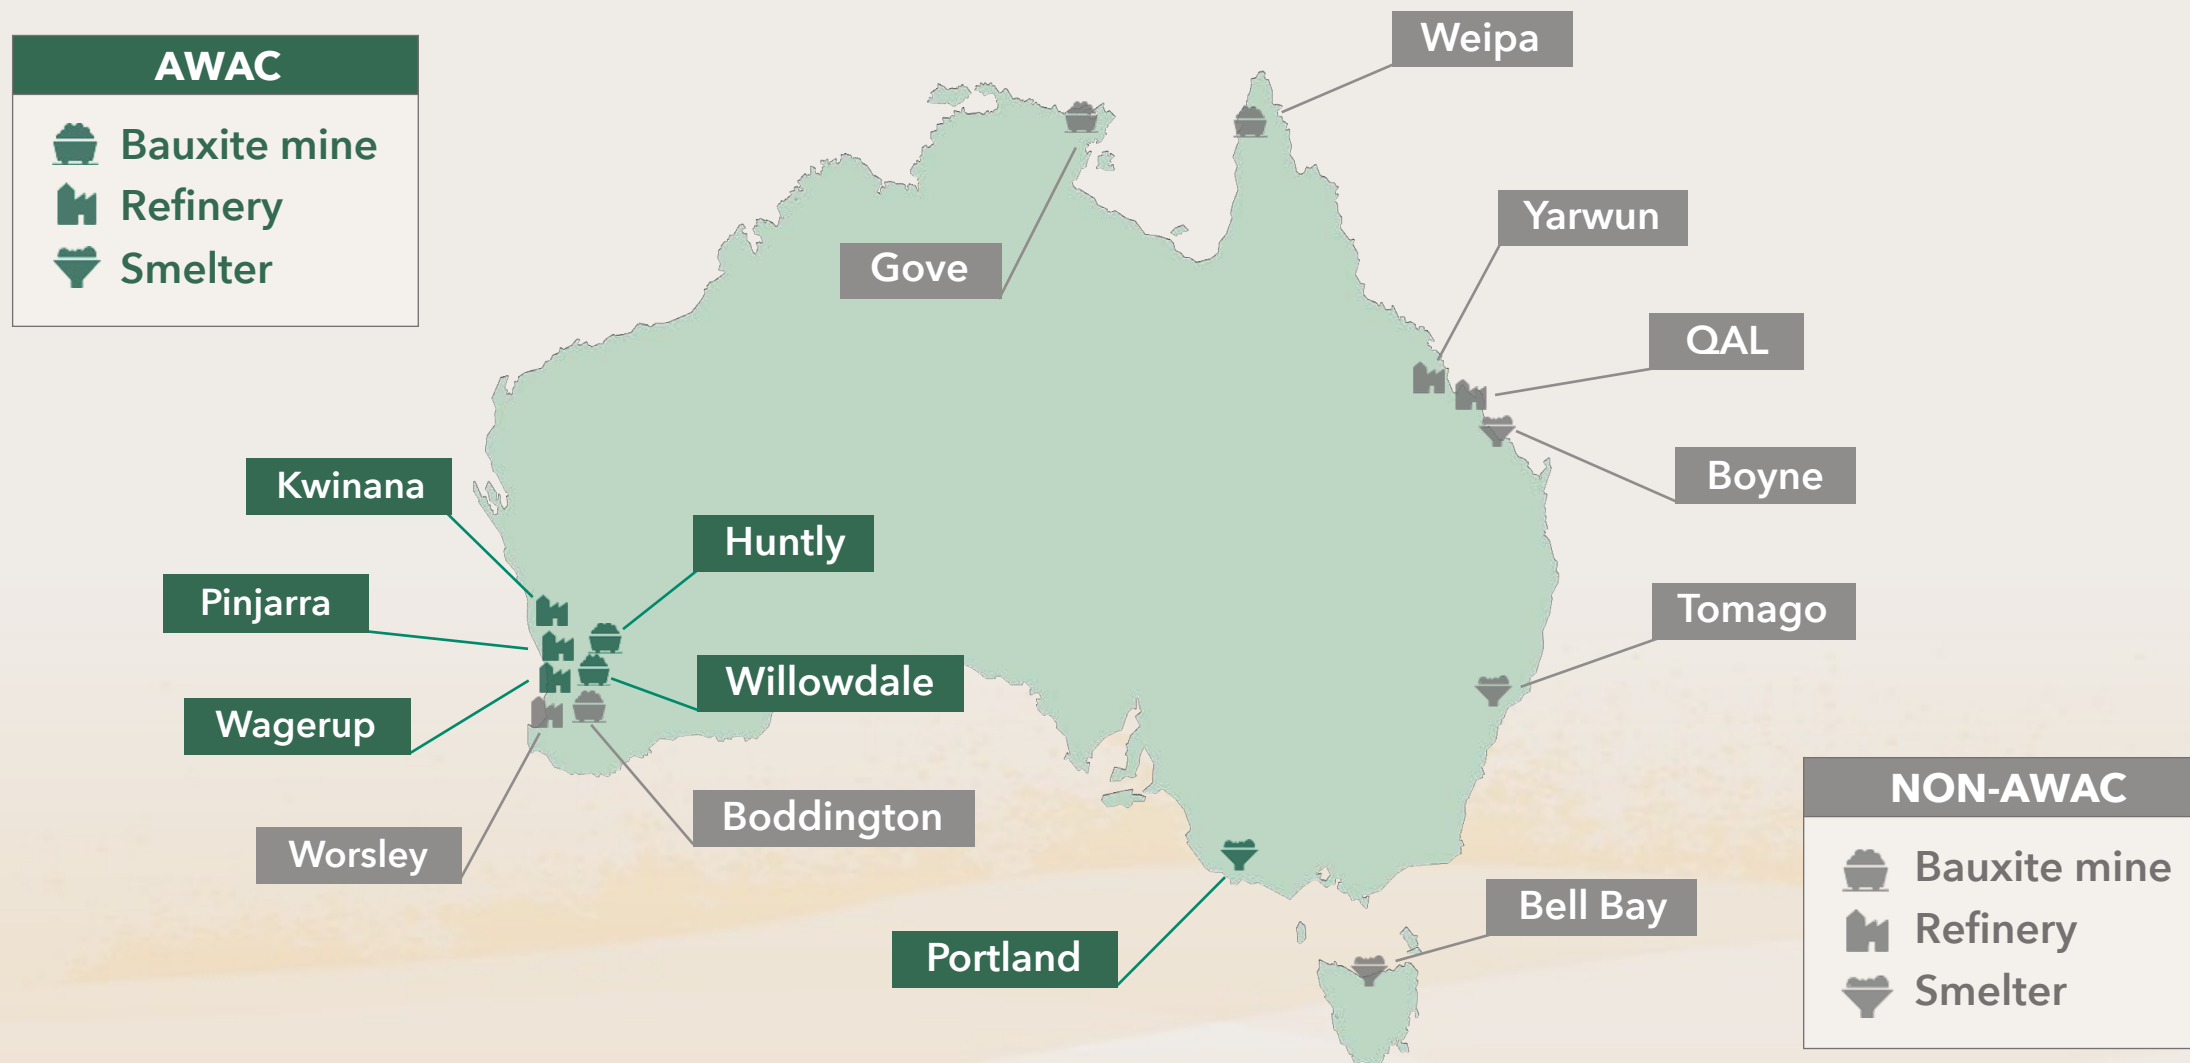 AWAC
Bauxite mine
Refinery
Smelter
Weipa
Yarwun
Gove
QAL
Boyne
Kwinana
Huntly
Pinjarra
Tomago
Willowdale
Wagerup
Boddington
Worsley
Portland
Bell Bay
NON-AWAC
Bauxite mine
Refinery
Smelter